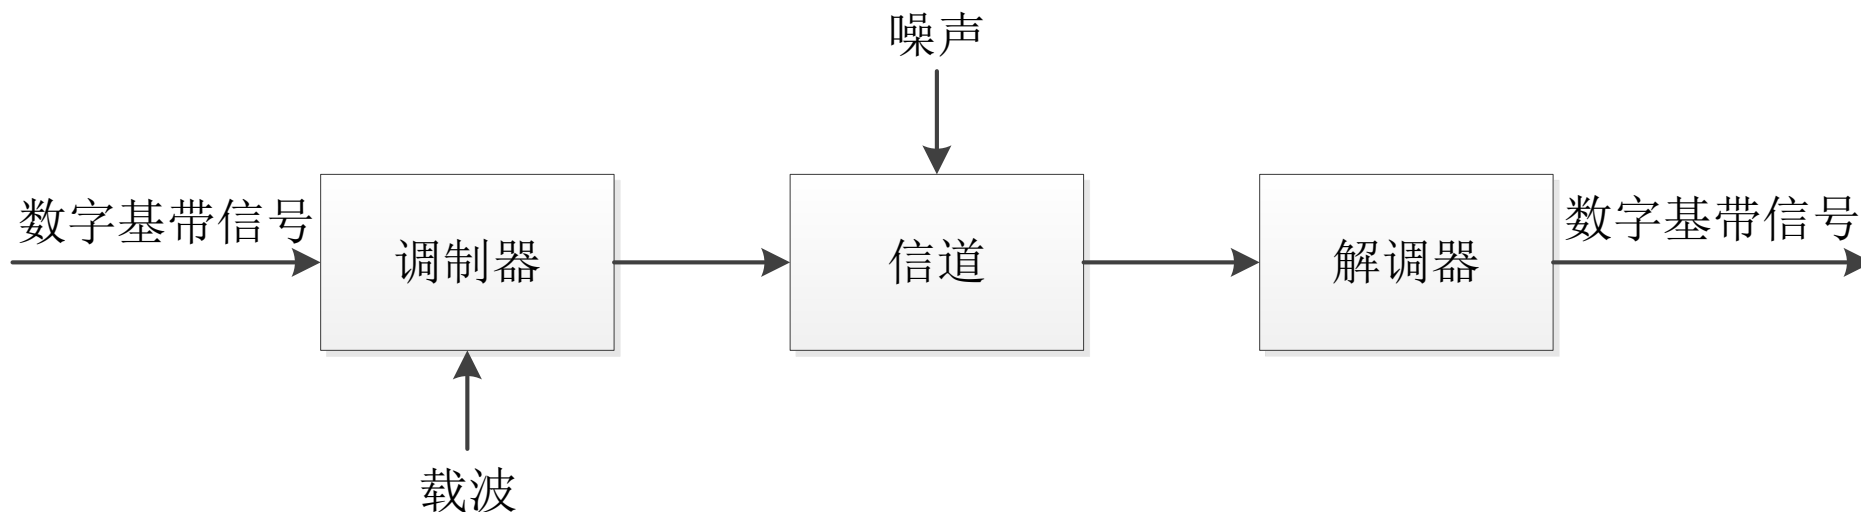 噪声
数字基带信号
调制器
信道
解调器
数字基带信号
载波